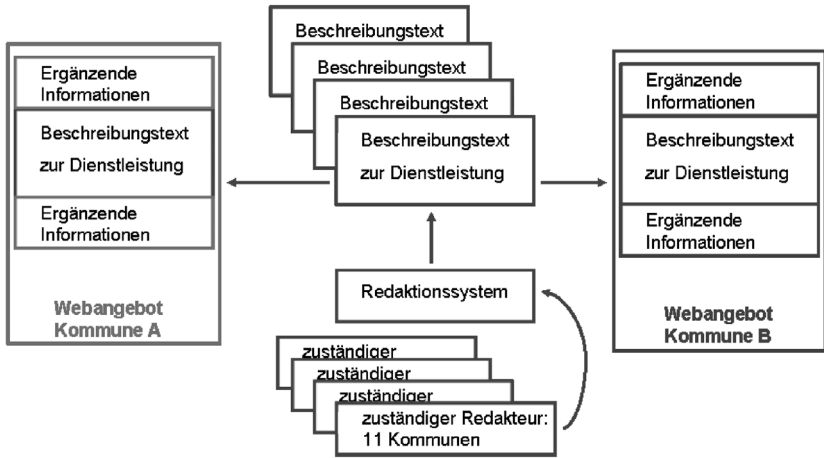 Ergänzende
Informationen
Beschreibungstext
zur Dienstleistung
Ergänzende
Informationen
Webangebot
Kommune A
Beschreibungstext
Beschreibungstext
Beschreibungstext
Beschreibungstext
zur Dienstleistung
Redaktionssystem
zuständiger
zuständiger
zuständiger
zuständiger Redakteur:
11 Kommunen
Ergänzende
Informationen
Beschreibungstext
zur Dienstleistung
Ergänzende
Informationen
Webangebot
Kommune B